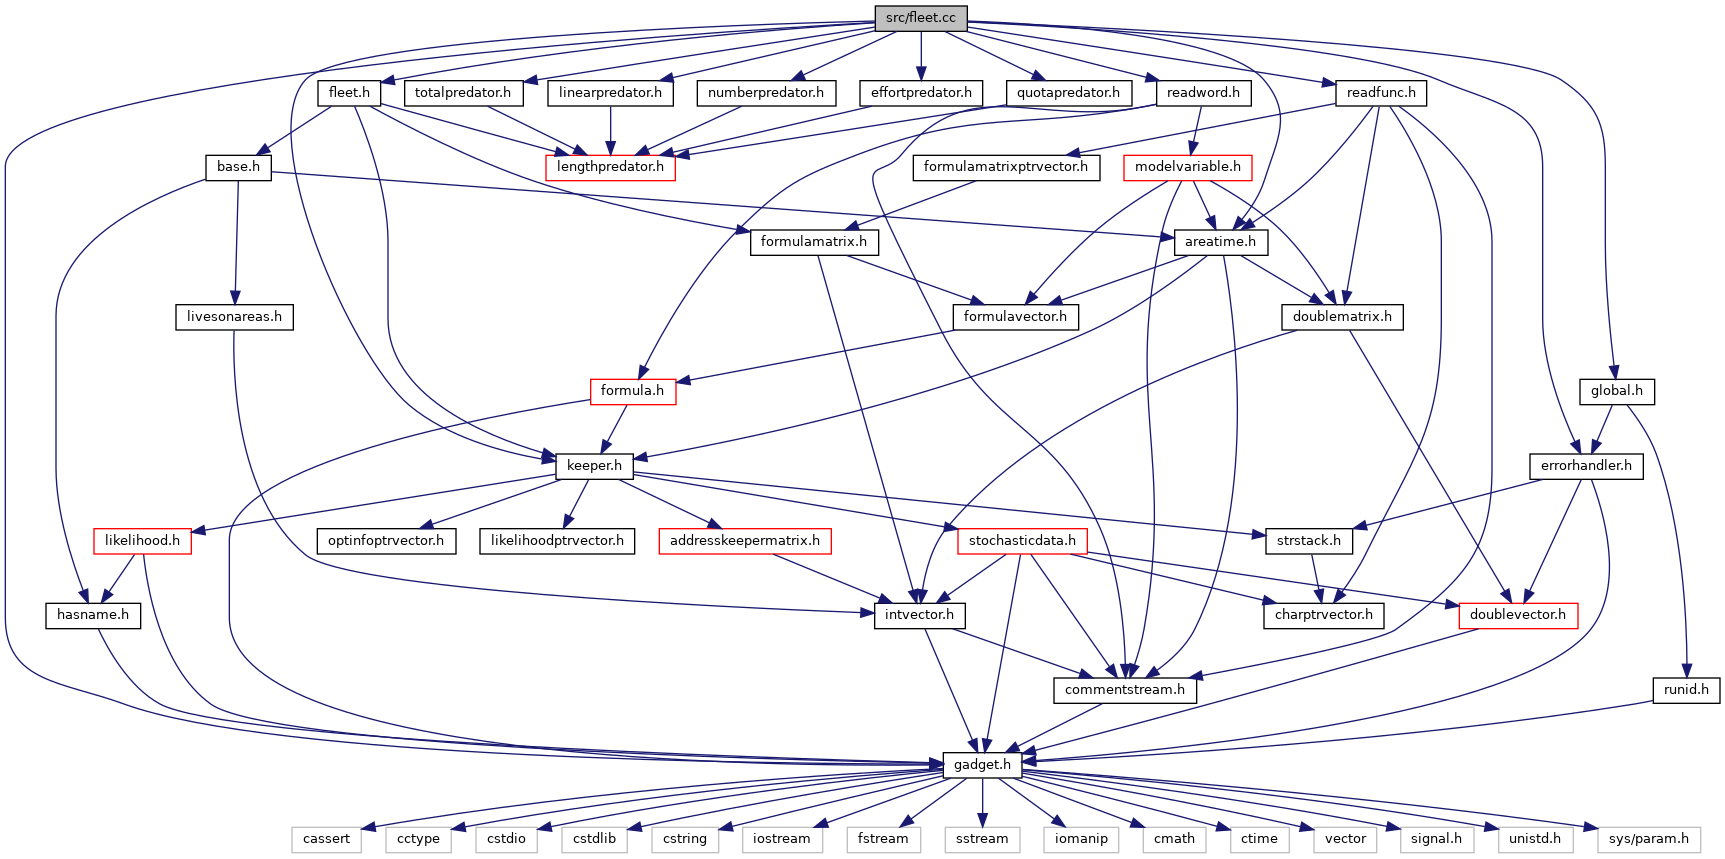 src/fleet.cc
fleet.h
totalpredator.h
linearpredator.h
numberpredator.h
effortpredator.h
quotapredator.h
readword.h
readfunc.h
base.h
lengthpredator.h
formulamatrixptrvector.h
modelvariable.h
formulamatrix.h
areatime.h
livesonareas.h
formulavector.h
doublematrix.h
formula.h
global.h
keeper.h
errorhandler.h
likelihood.h
optinfoptrvector.h
likelihoodptrvector.h
addresskeepermatrix.h
stochasticdata.h
strstack.h
hasname.h
intvector.h
charptrvector.h
doublevector.h
commentstream.h
runid.h
gadget.h
cassert
cctype
cstdio
cstdlib
cstring
iostream
fstream
sstream
iomanip
cmath
ctime
vector
signal.h
unistd.h
sys/param.h